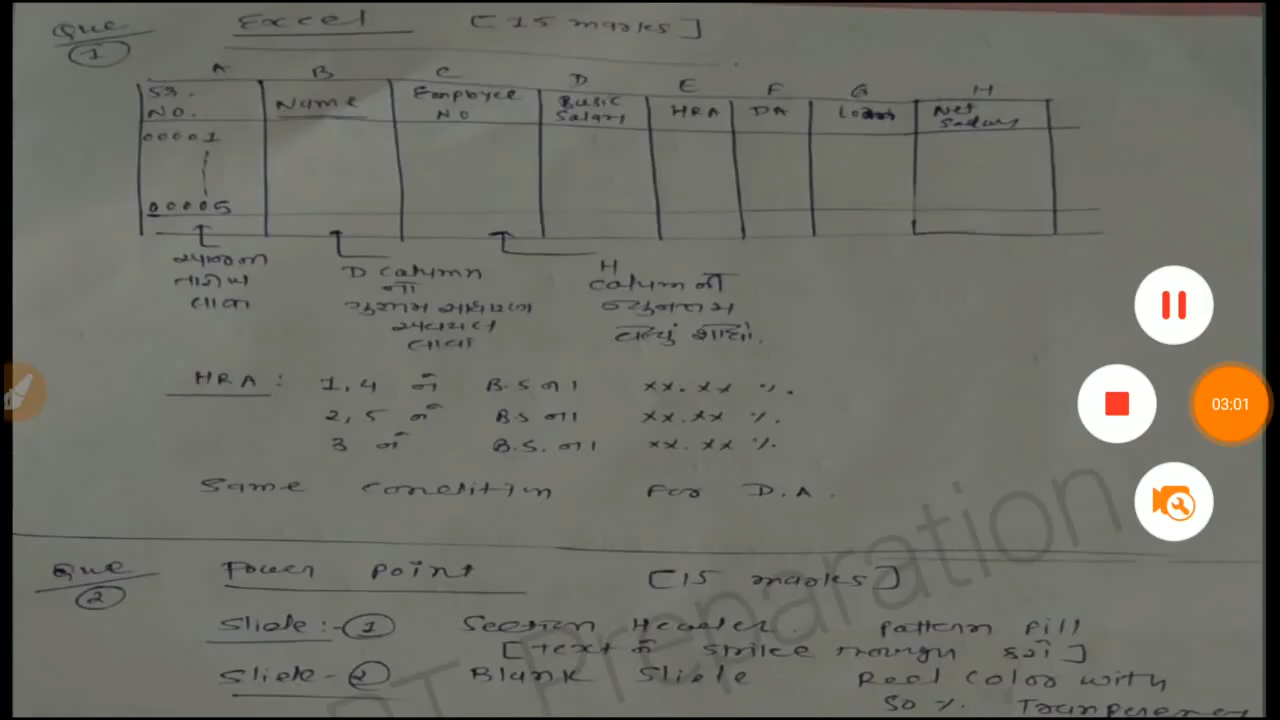 Que 1 Excel [15 marks]
A B C D E F G H
Sr. No. Name Employee No Basic Salary HRA DA Loan Net Salary
00001
00005
D column ના
H column ની
લાવો
HRA : 1, 4 ને B.S ના xx.xx %.
2, 5 ને B.S ના xx.xx %.
3 ને B.S. ના xx.xx %
Same condition For D.A.
03:01
Que 2 Power Point [15 marks]
Slide :- 1 Section Header. Pattern Fill
[Text ને strike through કરો]
Slide - 2 Blank Slide Red Color with
50 %. Tranperency
PT Preparation